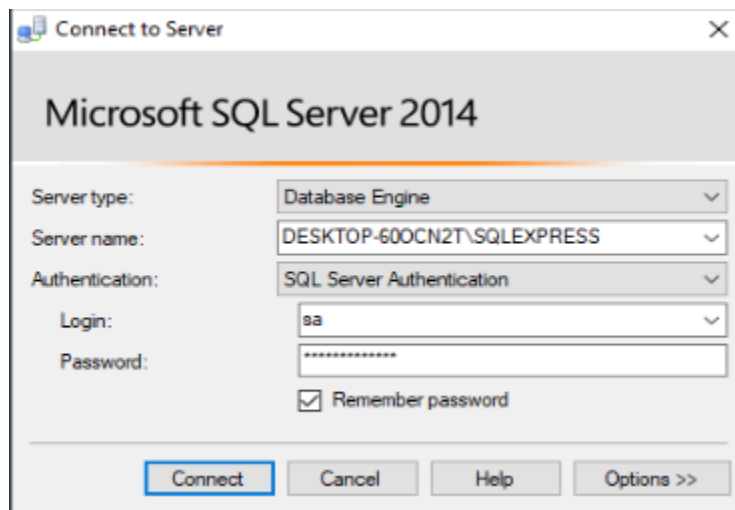 Connect to Server
Microsoft SQL Server 2014
Server type: Database Engine
Server name: DESKTOP-60OCN2T\SQLEXPRESS
Authentication: SQL Server Authentication
Login: sa
Password: *************
Remember password
Connect Cancel Help Options >>